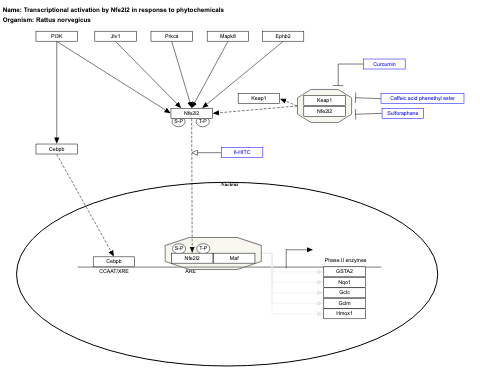 Name: Transcriptional activation by Nfe2l2 in response to phytochemicals
Organism: Rattus norvegicus
PI3K
Jlv1
Prkca
Mapk8
Ephb2
Curcumin
Keap1
Keap1
Nfe2l2
Caffeic acid phenethyl ester
Sulforaphane
Nfe2l2
S-P
T-P
Cebpb
6-HITC
Nucleus
S-P
T-P
Cebpb
Nfe2l2
Maf
CCAAT/XRE
ARE
Phase II enzymes
GSTA2
Nqo1
Gclc
Gclm
Hmox1